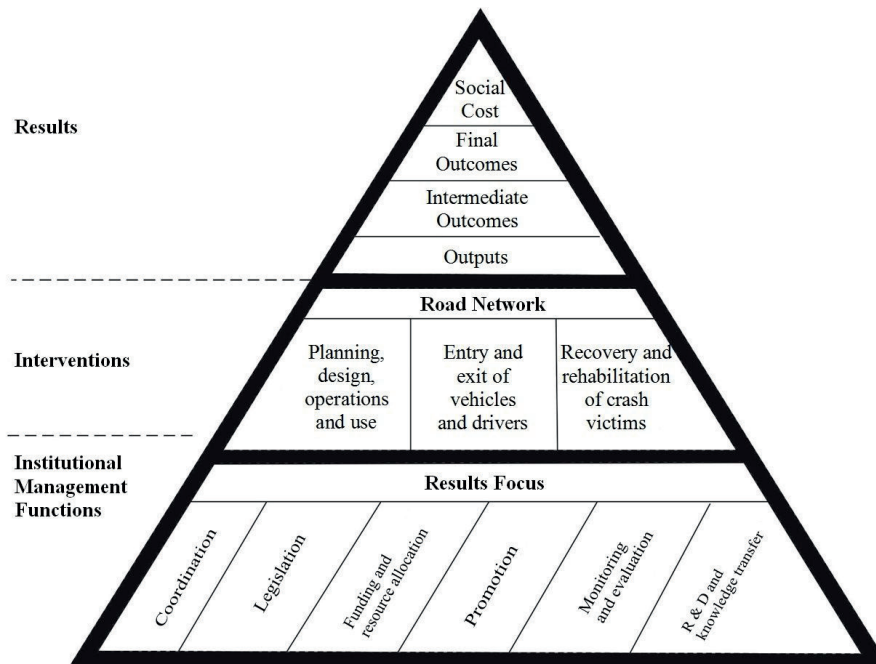 Results
Social
Cost
Final
Outcomes
Intermediate
Outcomes
Outputs
Interventions
Road Network
Planning,
design,
operations
and use
Entry and
exit of
vehicles
and drivers
Recovery and
rehabilitation
of crash
victims
Institutional
Management
Functions
Results Focus
Coordination
Legislation
Funding and
resource allocation
Promotion
Monitoring
and evaluation
R & D and
knowledge transfer